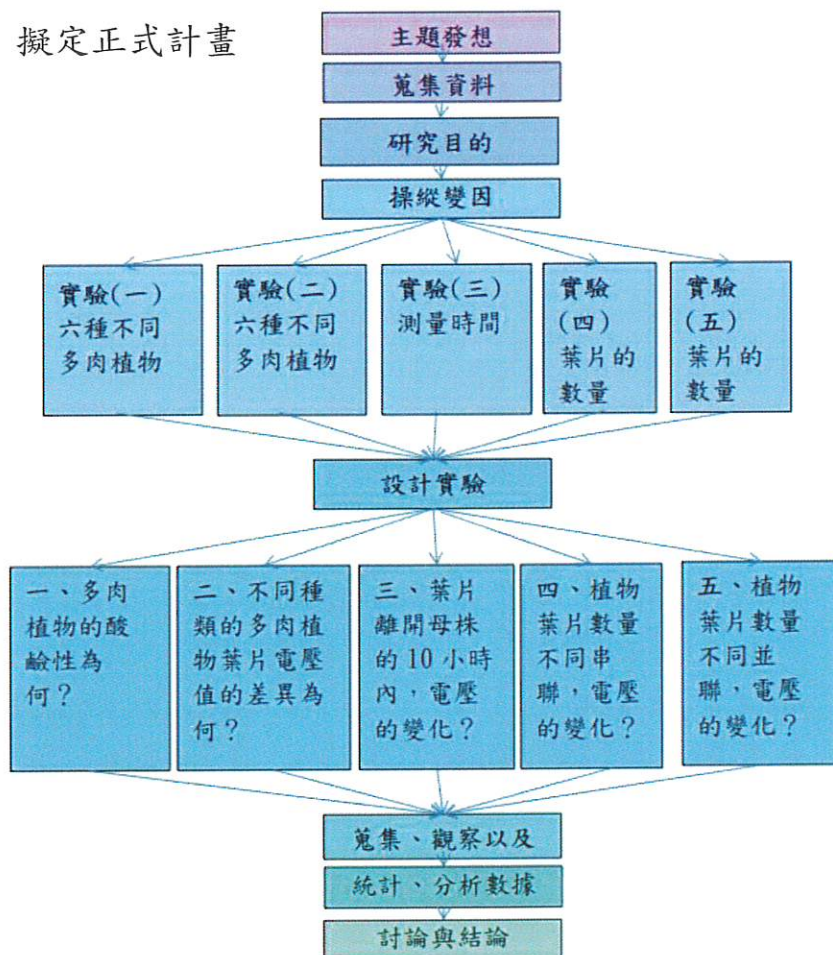 擬定正式計畫
主題發想
蒐集資料
研究目的
操縱變因
實驗(一)
六種不同
多肉植物
實驗(二)
六種不同
多肉植物
實驗(三)
測量時間
實驗
(四)
葉片的
數量
實驗
(五)
葉片的
數量
設計實驗
一、多肉
植物的酸
鹼性為
何？
二、不同種
類的多肉植
物葉片電壓
值的差異為
何？
三、葉片
離開母株
的 10 小時
內，電壓
的變化？
四、植物
葉片數量
不同串
聯，電壓
的變化？
五、植物
葉片數量
不同並
聯，電壓
的變化？
蒐集、觀察以及
統計、分析數據
討論與結論